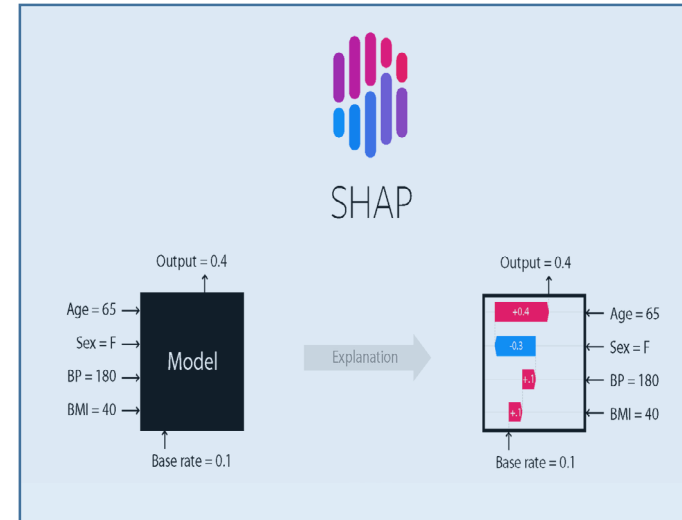 SHAP
Output = 0.4
Age = 65
Sex = F
BP = 180
BMI = 40
Model
Base rate = 0.1
Explanation
Output = 0.4
+0.4
Age = 65
-0.3
Sex = F
+.1
BP = 180
+.1
BMI = 40
Base rate = 0.1